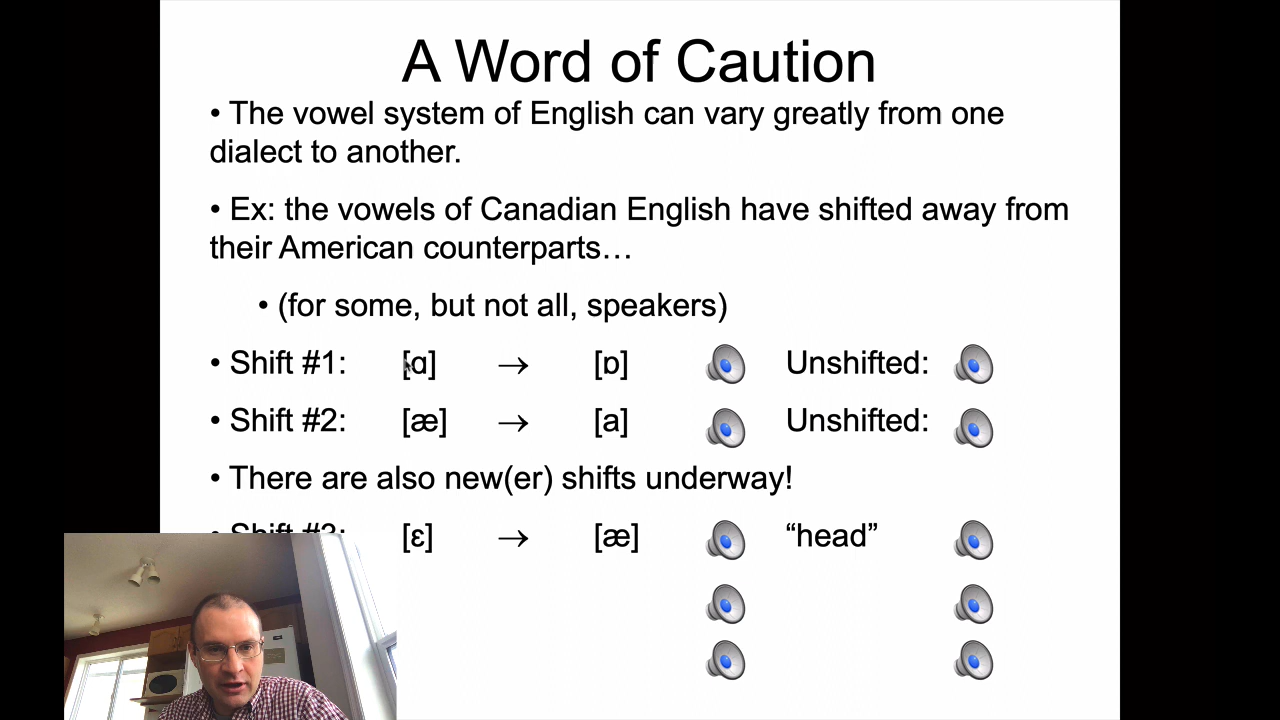 A Word of Caution
• The vowel system of English can vary greatly from one
dialect to another.
• Ex: the vowels of Canadian English have shifted away from
their American counterparts…
• (for some, but not all, speakers)
• Shift #1: [ɑ] → [ɒ] Unshifted:
• Shift #2: [æ] → [a] Unshifted:
• There are also new(er) shifts underway!
• Shift #3: [ɛ] → [æ] “head”